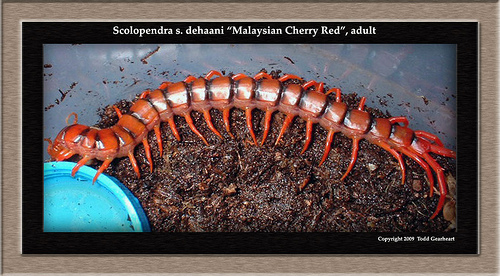 Scolopendra s. dehaani “Malaysian Cherry Red”, adult
Copyright 2009 Todd Gearheart